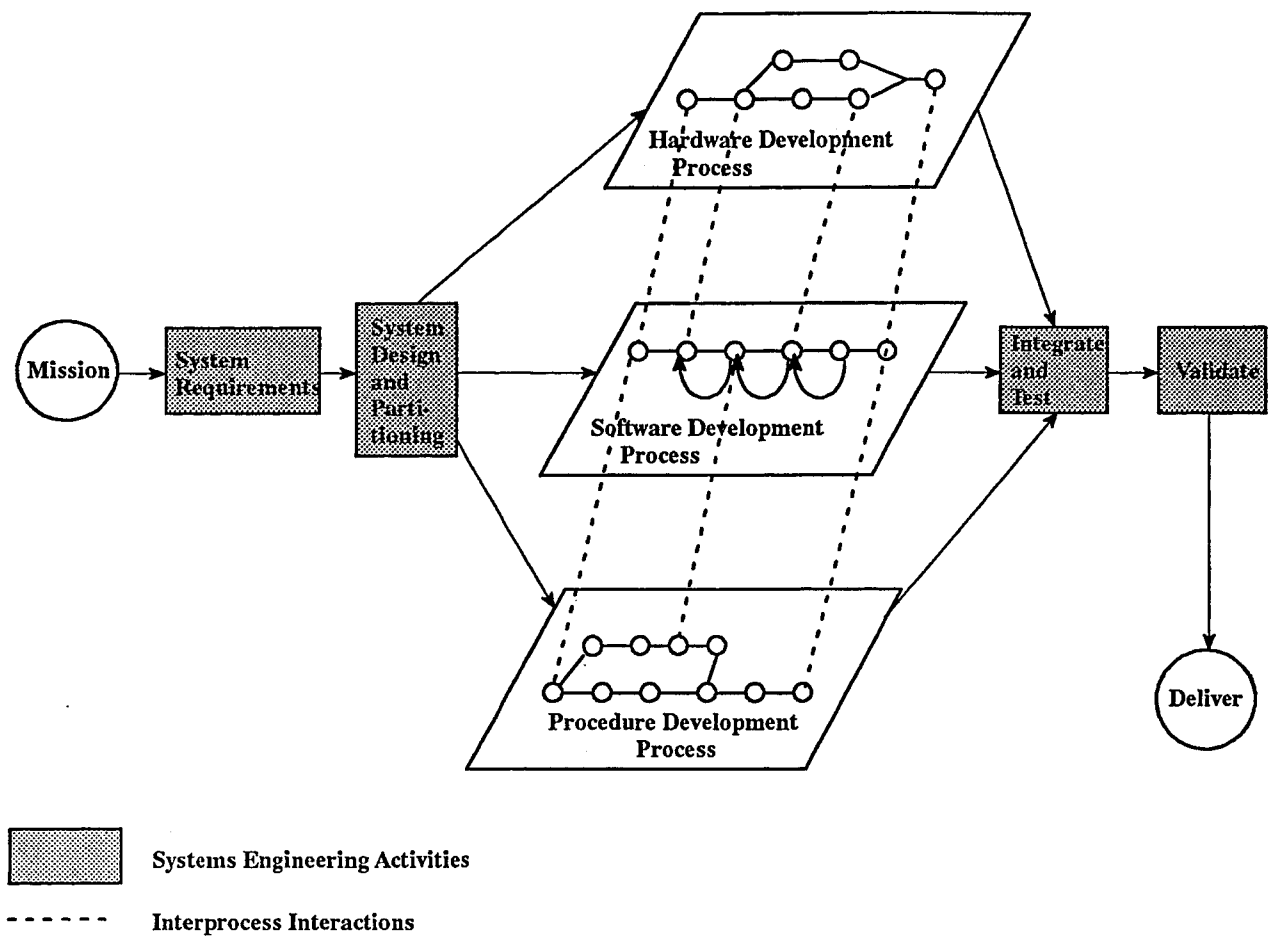 Hardware Development
Process
Mission
System
Requirements
System
Design
and
Parti-
tioning
Software Development
Process
Integrate
and
Test
Validate
Procedure Development
Process
Deliver
Systems Engineering Activities
Interprocess Interactions